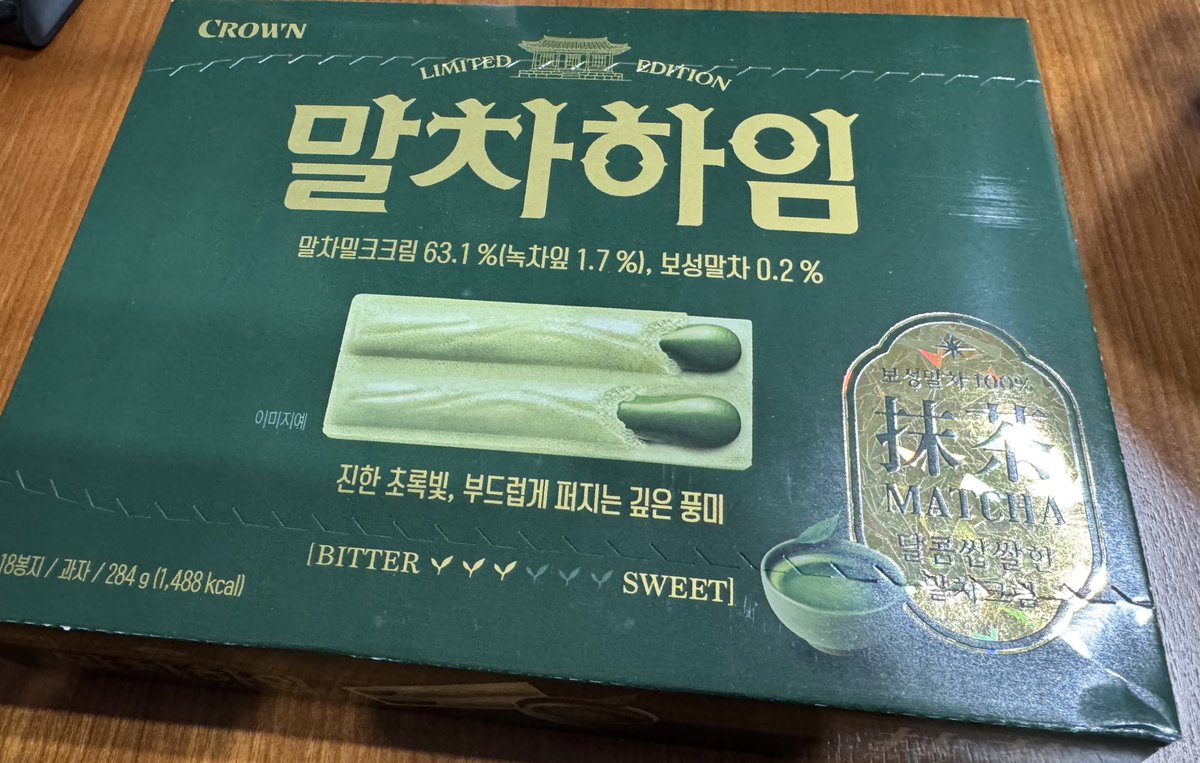 CROWN
LIMITED EDITION
말차하임
말차밀크크림 63.1 %(녹차잎 1.7 %), 보성말차 0.2 %
이미지예
진한 초록빛, 부드럽게 퍼지는 깊은 풍미
[BITTER SWEET]
18봉지 / 과자 / 284 g (1,488 kcal)
보성말차 100%
抹茶
MATCHA
달콤쌉쌀한
말차크림